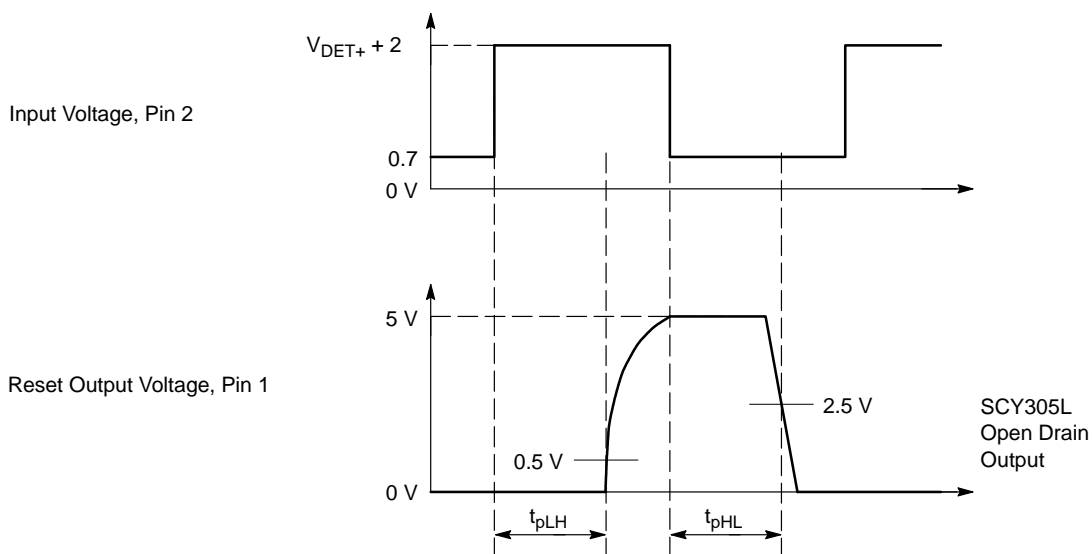 V_DET+ + 2
Input Voltage, Pin 2
0.7
0 V
5 V
Reset Output Voltage, Pin 1
2.5 V
SCY305L
Open Drain
Output
0.5 V
0 V
t_pLH
t_pHL